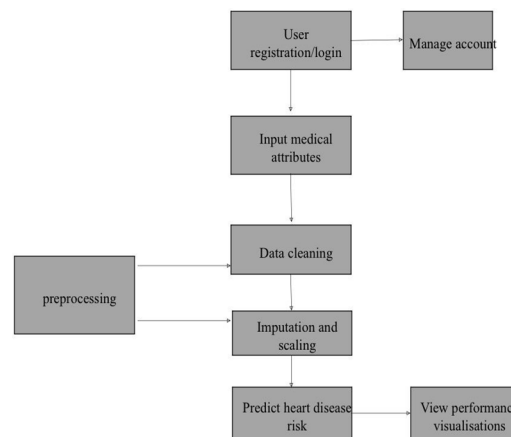 User
registration/login
Manage account
Input medical
attributes
Data cleaning
preprocessing
Imputation and
scaling
Predict heart disease
risk
View performance
visualisations